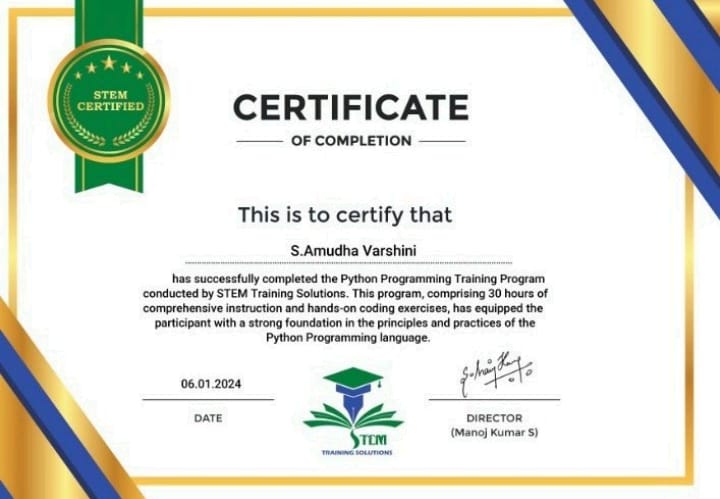 STEM
CERTIFIED
CERTIFICATE
OF COMPLETION
This is to certify that
S.Amudha Varshini
has successfully completed the Python Programming Training Program
conducted by STEM Training Solutions. This program, comprising 30 hours of
comprehensive instruction and hands-on coding exercises, has equipped the
participant with a strong foundation in the principles and practices of the
Python Programming language.
06.01.2024
DATE
STEM
TRAINING SOLUTIONS
DIRECTOR
(Manoj Kumar S)